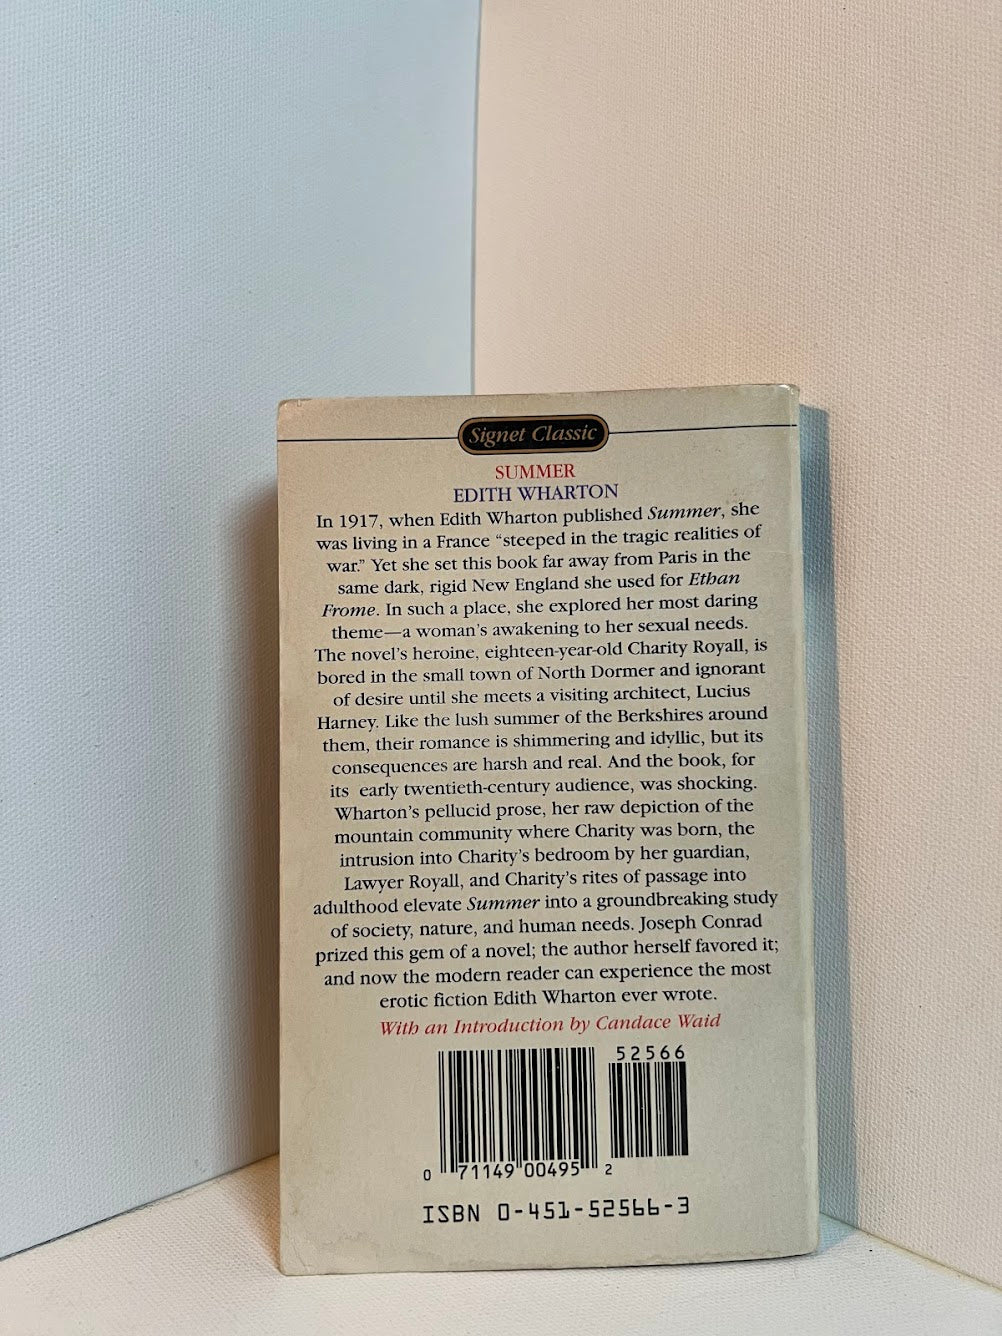 Signet Classic
SUMMER
EDITH WHARTON
In 1917, when Edith Wharton published Summer, she
was living in a France “steeped in the tragic realities of
war.” Yet she set this book far away from Paris in the
same dark, rigid New England she used for Ethan
Frome. In such a place, she explored her most daring
theme—a woman’s awakening to her sexual needs.
The novel’s heroine, eighteen-year-old Charity Royall, is
bored in the small town of North Dormer and ignorant
of desire until she meets a visiting architect, Lucius
Harney. Like the lush summer of the Berkshires around
them, their romance is shimmering and idyllic, but its
consequences are harsh and real. And the book, for
its early twentieth-century audience, was shocking.
Wharton’s pellucid prose, her raw depiction of the
mountain community where Charity was born, the
intrusion into Charity’s bedroom by her guardian,
Lawyer Royall, and Charity’s rites of passage into
adulthood elevate Summer into a groundbreaking study
of society, nature, and human needs. Joseph Conrad
prized this gem of a novel; the author herself favored it;
and now the modern reader can experience the most
erotic fiction Edith Wharton ever wrote.
With an Introduction by Candace Waid
52566
0 71149 00495 2
ISBN 0-451-52566-3